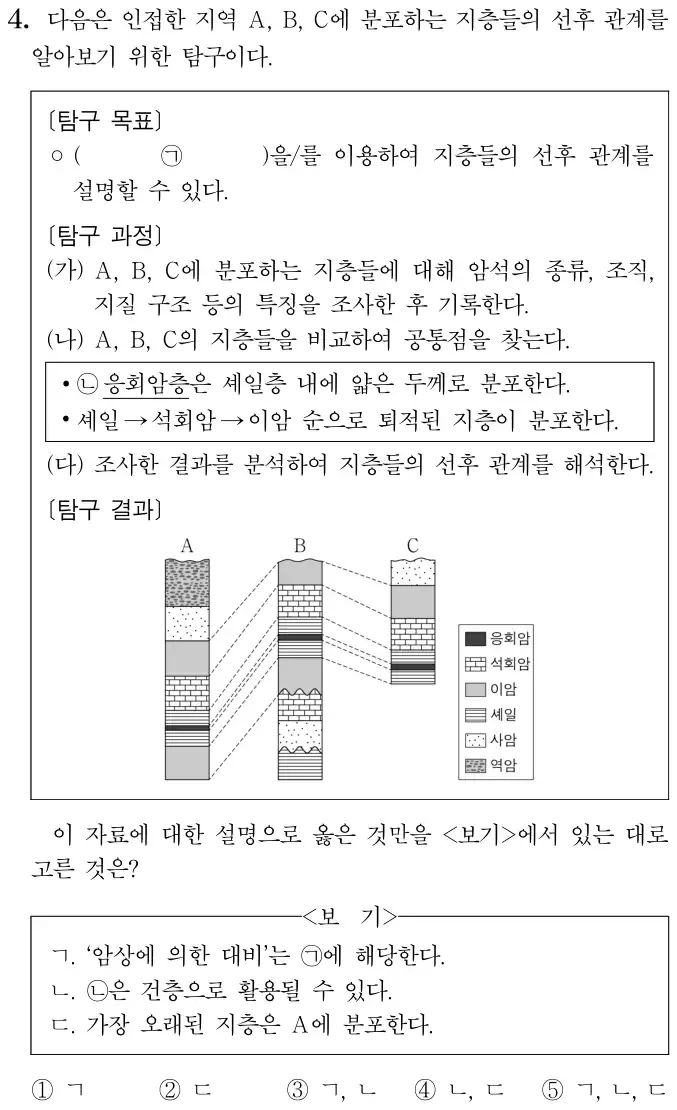 4. 다음은 인접한 지역 A, B, C에 분포하는 지층들의 선후 관계를
알아보기 위한 탐구이다.
〔탐구 목표〕
○ ( ㉠ )을/를 이용하여 지층들의 선후 관계를
설명할 수 있다.
〔탐구 과정〕
(가) A, B, C에 분포하는 지층들에 대해 암석의 종류, 조직,
지질 구조 등의 특징을 조사한 후 기록한다.
(나) A, B, C의 지층들을 비교하여 공통점을 찾는다.
• ㉡ 응회암층은 셰일층 내에 얇은 두께로 분포한다.
• 셰일→석회암→이암 순으로 퇴적된 지층이 분포한다.
(다) 조사한 결과를 분석하여 지층들의 선후 관계를 해석한다.
〔탐구 결과〕
A B C
응회암
석회암
이암
셰일
사암
역암
이 자료에 대한 설명으로 옳은 것만을 <보기>에서 있는 대로
고른 것은?
<보 기>
ㄱ. ‘암상에 의한 대비’는 ㉠에 해당한다.
ㄴ. ㉡은 건층으로 활용될 수 있다.
ㄷ. 가장 오래된 지층은 A에 분포한다.
① ㄱ ② ㄷ ③ ㄱ, ㄴ ④ ㄴ, ㄷ ⑤ ㄱ, ㄴ, ㄷ